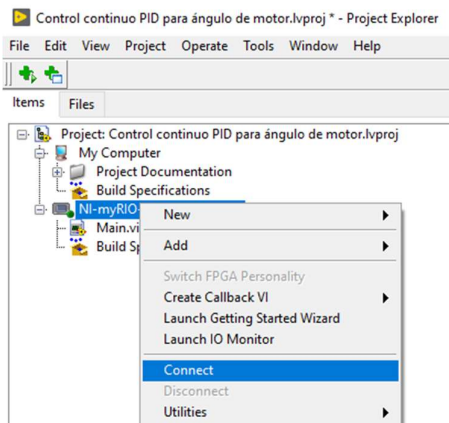 Control continuo PID para ángulo de motor.lvproj * - Project Explorer
File Edit View Project Operate Tools Window Help
Items Files
Project: Control continuo PID para ángulo de motor.lvproj
My Computer
Project Documentation
Build Specifications
NI-myRIO-
Main.vi
Build Sp
New
Add
Switch FPGA Personality
Create Callback VI
Launch Getting Started Wizard
Launch IO Monitor
Connect
Disconnect
Utilities